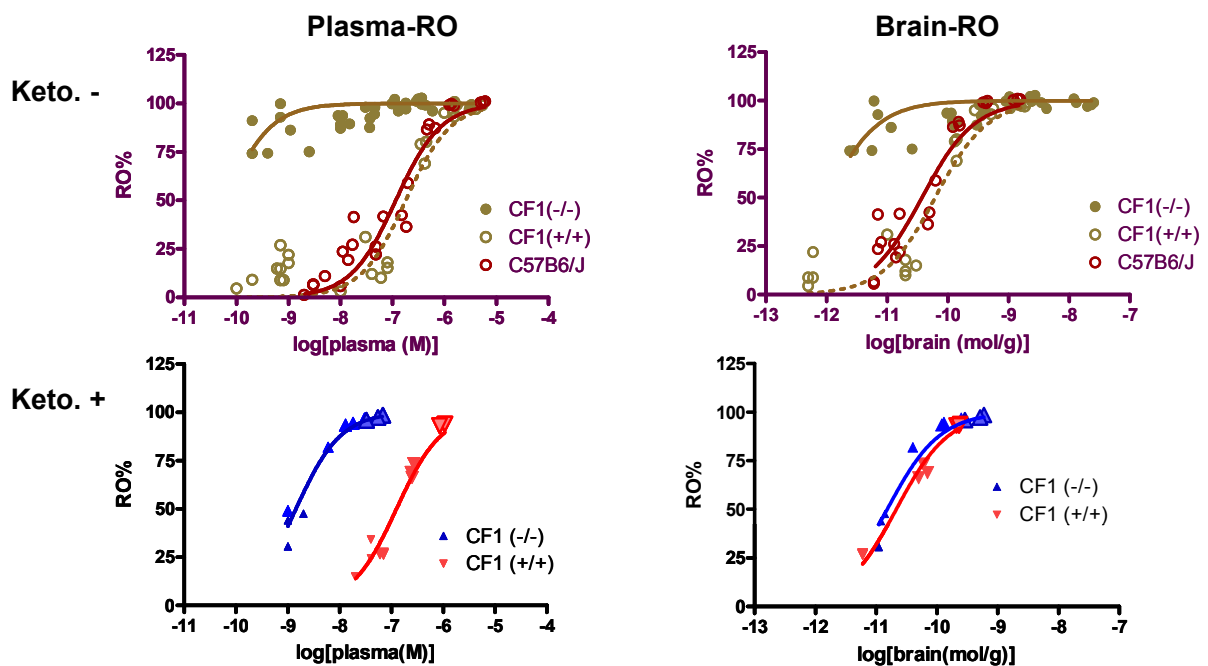 Plasma-RO
Brain-RO
Keto. -
125
100
75
50
25
0
RO%
-11 -10 -9 -8 -7 -6 -5 -4
log[plasma (M)]
CF1(-/-)
CF1(+/+)
C57B6/J
125
100
75
50
25
0
RO%
-13 -12 -11 -10 -9 -8 -7
log[brain (mol/g)]
CF1(-/-)
CF1(+/+)
C57B6/J
Keto. +
125
100
75
50
25
0
RO%
-11 -10 -9 -8 -7 -6 -5 -4
log[plasma(M)]
CF1 (-/-)
CF1 (+/+)
125
100
75
50
25
0
RO%
-13 -12 -11 -10 -9 -8 -7
log[brain(mol/g)]
CF1 (-/-)
CF1 (+/+)